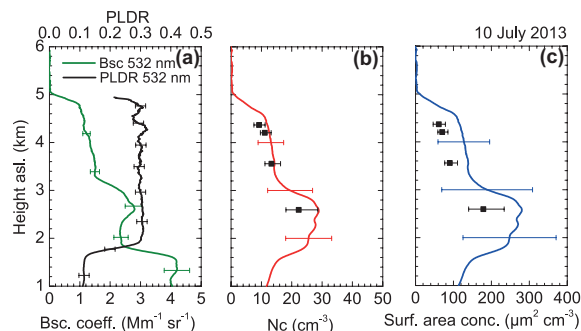 PLDR
0.0 0.1 0.2 0.3 0.4 0.5
10 July 2013
6
5
4
3
2
1
Height asl. (km)
Bsc 532 nm
PLDR 532 nm
(a)
(b)
(c)
0 1 2 3 4 5
0 10 20 30 40 50
0 100 200 300 400
Bsc. coeff. (Mm⁻¹ sr⁻¹)
Nc (cm⁻³)
Surf. area conc. (µm² cm⁻³)